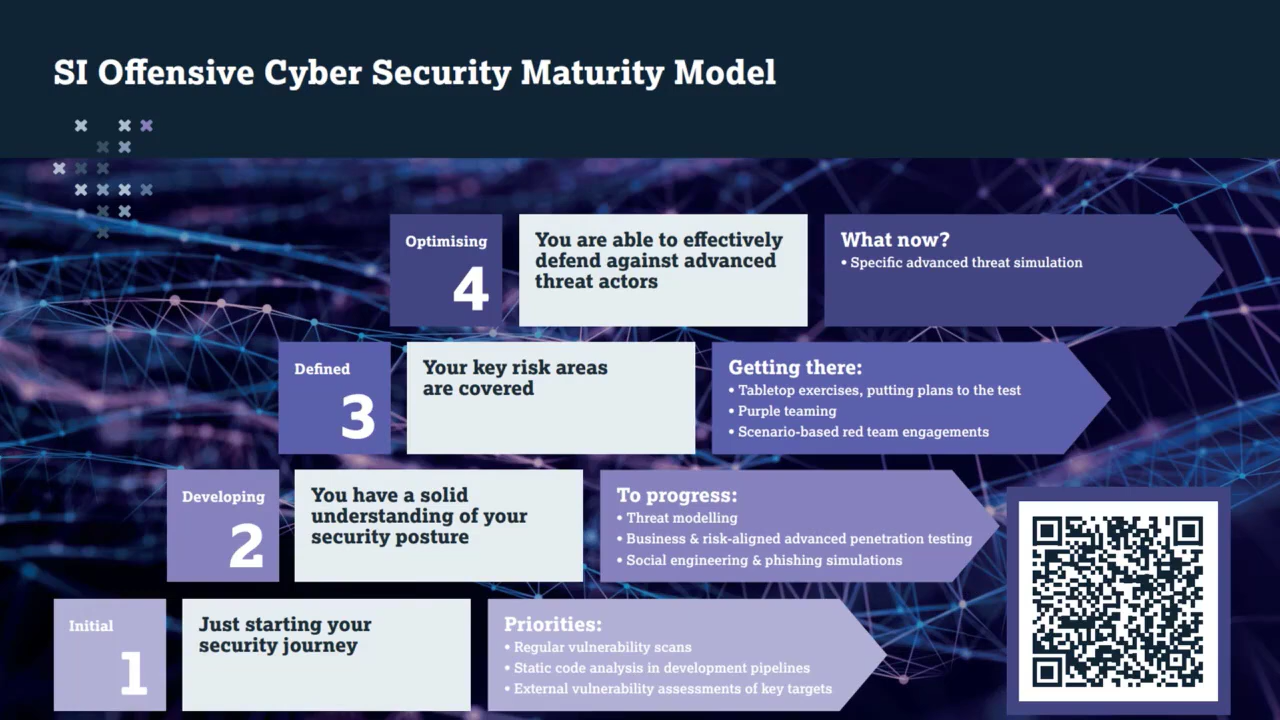 SI Offensive Cyber Security Maturity Model
Optimising
4
You are able to effectively
defend against advanced
threat actors
What now?
• Specific advanced threat simulation
Defined
3
Your key risk areas
are covered
Getting there:
• Tabletop exercises, putting plans to the test
• Purple teaming
• Scenario-based red team engagements
Developing
2
You have a solid
understanding of your
security posture
To progress:
• Threat modelling
• Business & risk-aligned advanced penetration testing
• Social engineering & phishing simulations
Initial
1
Just starting your
security journey
Priorities:
• Regular vulnerability scans
• Static code analysis in development pipelines
• External vulnerability assessments of key targets